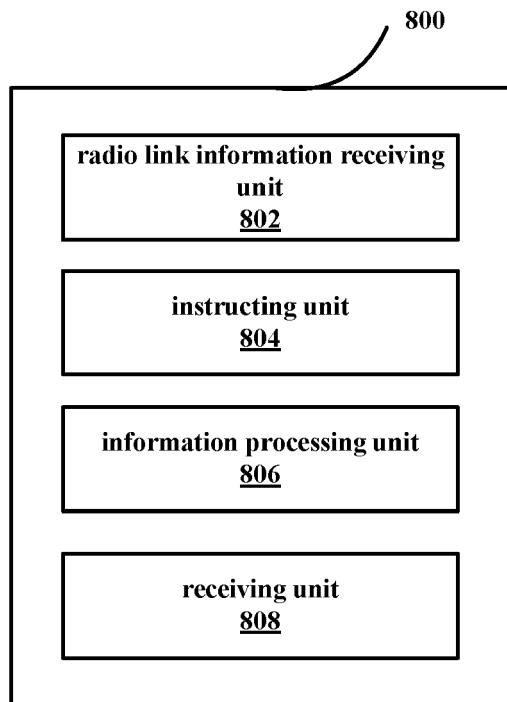 800
radio link information receiving
unit
802
instructing unit
804
information processing unit
806
receiving unit
808